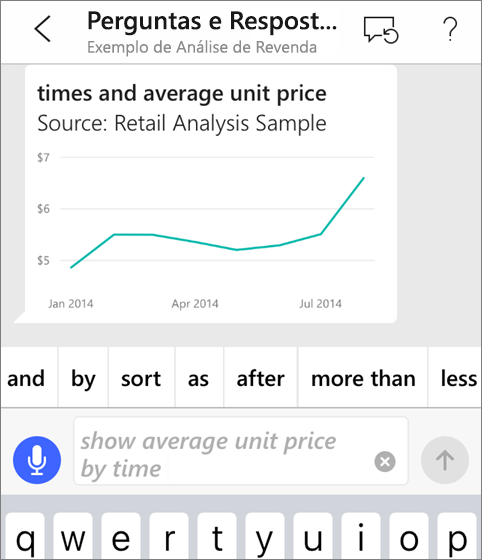 Perguntas e Respost...
Exemplo de Análise de Revenda
?
times and average unit price
Source: Retail Analysis Sample
$7
$6
$5
Jan 2014 Apr 2014 Jul 2014
and by sort as after more than less
show average unit price
by time
q w e r t y u i o p